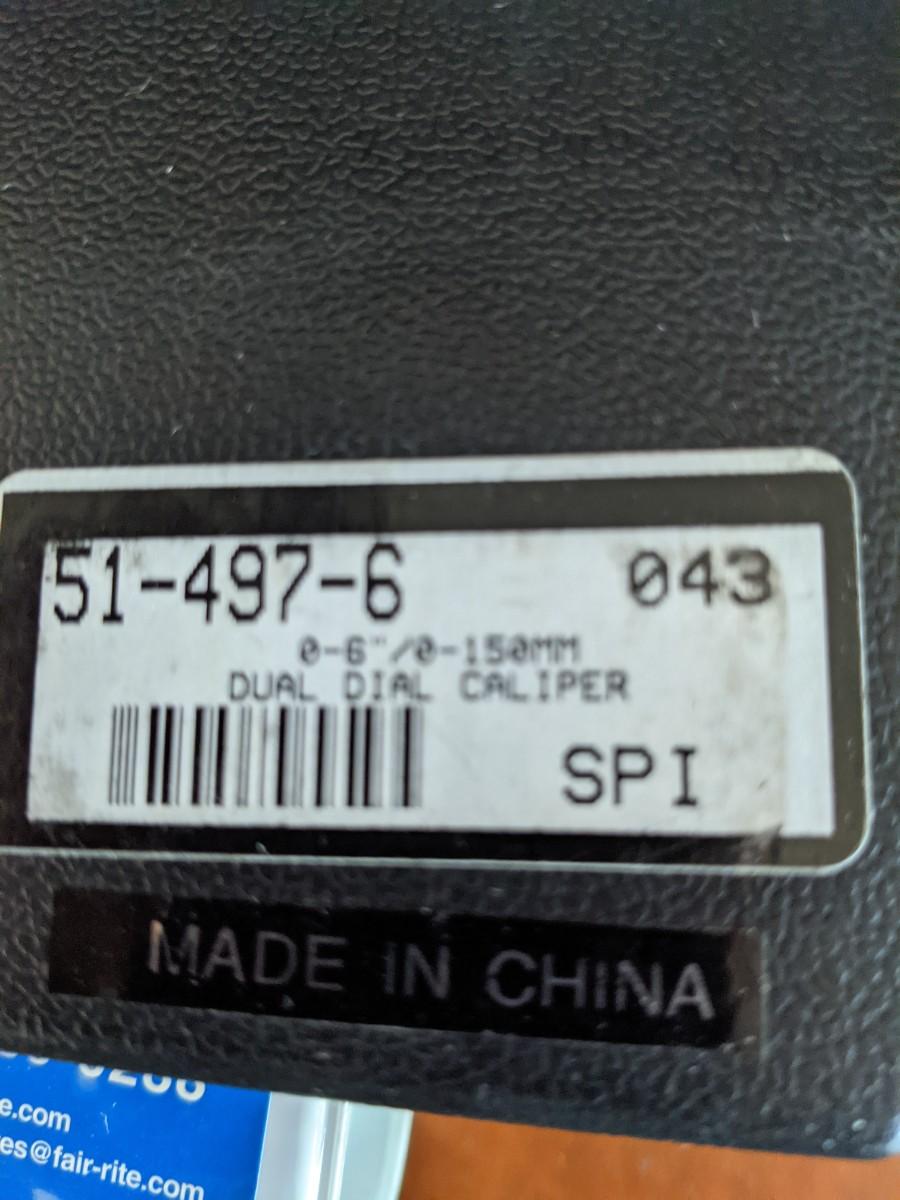 51-497-6 043
0-6"/0-150MM
DUAL DIAL CALIPER
SPI
MADE IN CHINA
e.com
es@fair-rite.com